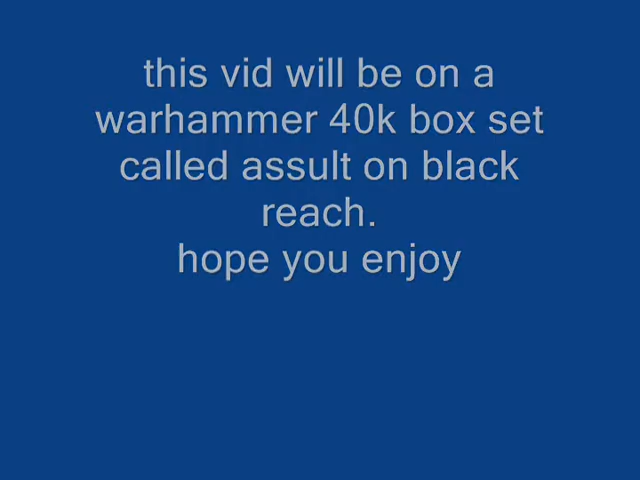 this vid will be on a
warhammer 40k box set
called assult on black
reach.
hope you enjoy